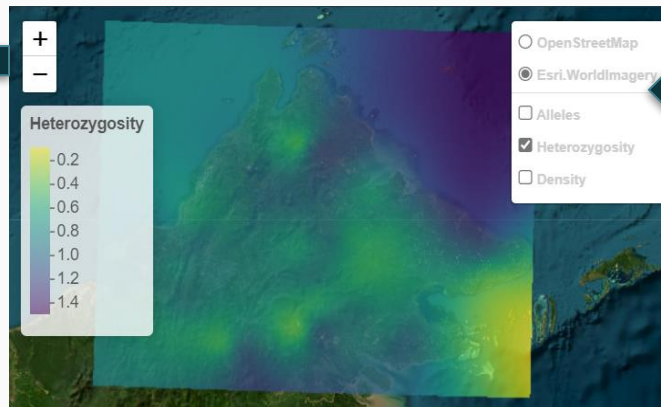 +
−
OpenStreetMap
Esri.WorldImagery
Alleles
Heterozygosity
Density
Heterozygosity
0.2
0.4
0.6
0.8
1.0
1.2
1.4